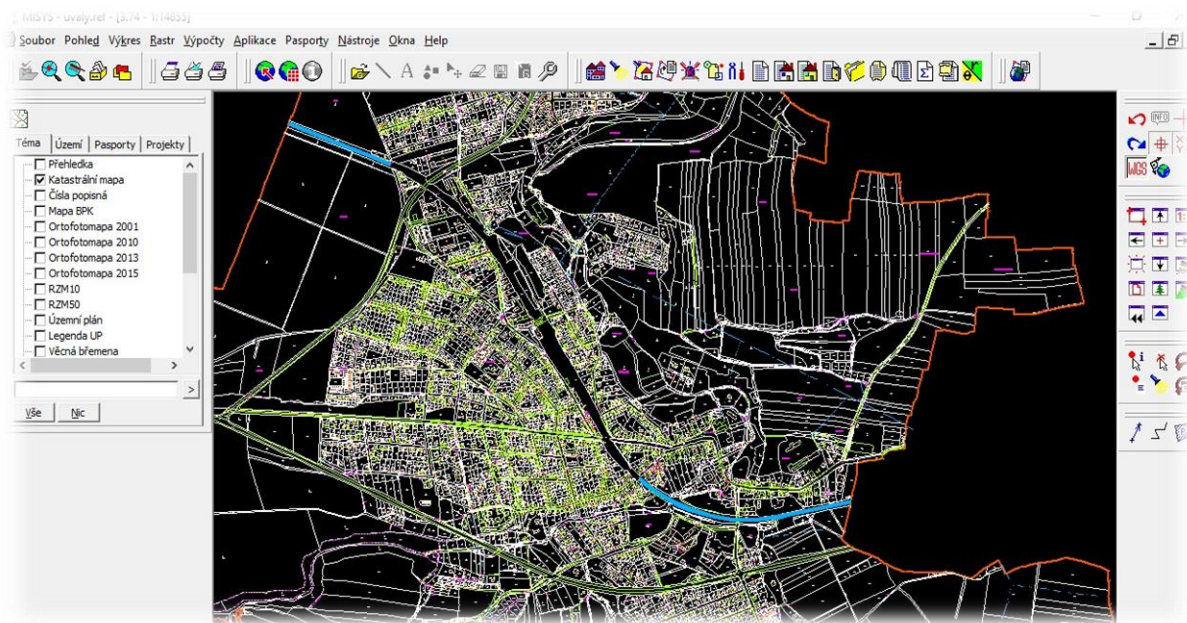 MISYS - uvaly.ref - [3.74 - 1:14833]
Soubor Pohled Výkres Rastr Výpočty Aplikace Pasporty Nástroje Okna Help
INFO
Téma Území Pasporty Projekty
Přehledka
Katastrální mapa
Čísla popisná
Mapa BPK
Ortofotomapa 2001
Ortofotomapa 2010
Ortofotomapa 2013
Ortofotomapa 2015
RZM10
RZM50
Územní plán
Legenda UP
Věcná břemena
Vše Nic
WGS